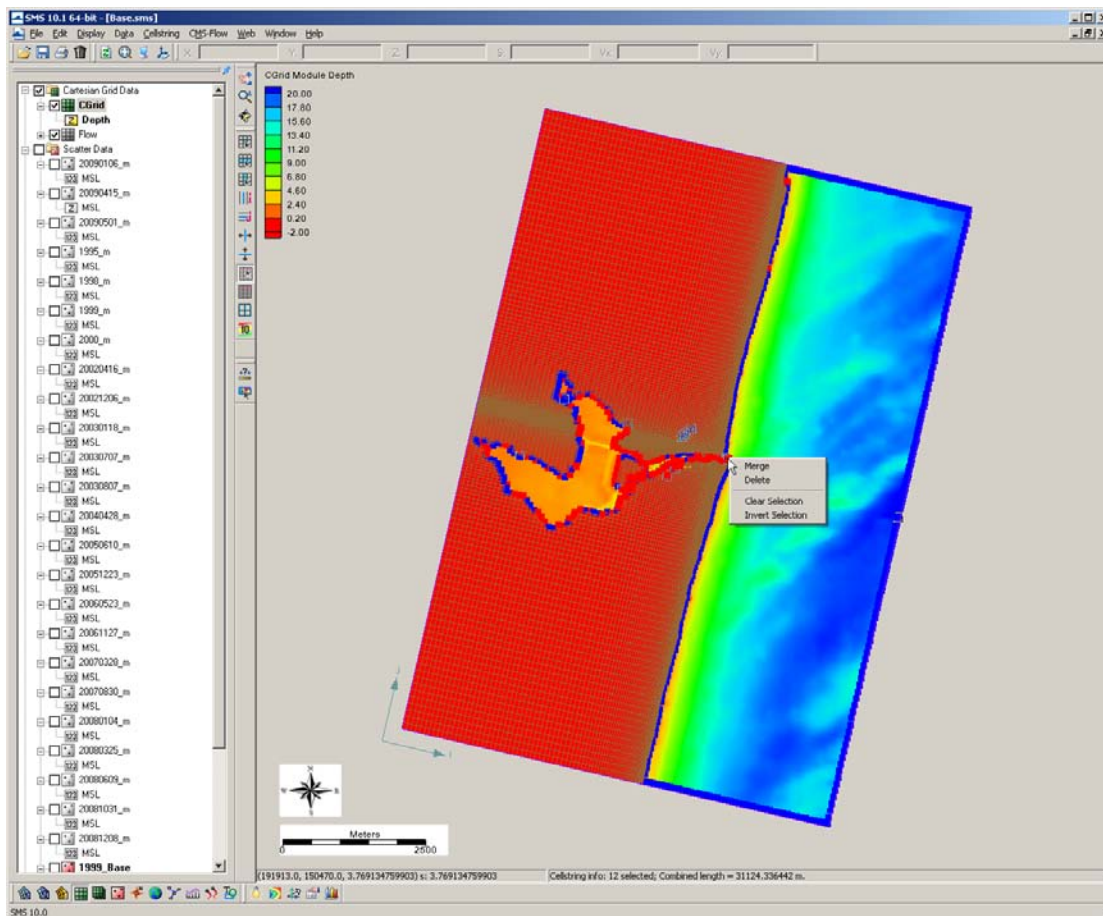 SMS 10.1 64-bit - [Base.sms]
File Edit Display Data Cellstring CMS-Flow Web Window Help
X: Y: Z: S: Vx: Vy:
Cartesian Grid Data
CGrid
Depth
Flow
Scatter Data
20090106_m
MSL
20090415_m
MSL
20090501_m
MSL
1995_m
MSL
1998_m
MSL
1999_m
MSL
2000_m
MSL
20020416_m
MSL
20021206_m
MSL
20030118_m
MSL
20030707_m
MSL
20030807_m
MSL
20040428_m
MSL
20050610_m
MSL
20051223_m
MSL
20060523_m
MSL
20061127_m
MSL
20070328_m
MSL
20070830_m
MSL
20080104_m
MSL
20080325_m
MSL
20080609_m
MSL
20081031_m
MSL
20081208_m
MSL
1999_Base
CGrid Module Depth
20.00
17.80
15.60
13.40
11.20
9.00
6.80
4.60
2.40
0.20
-2.00
Merge
Delete
Clear Selection
Invert Selection
Meters
0 2500
(191913.0, 150470.0, 3.769134759903) s: 3.769134759903
Cellstring info: 12 selected; Combined length = 31124.336442 m.
SMS 10.0